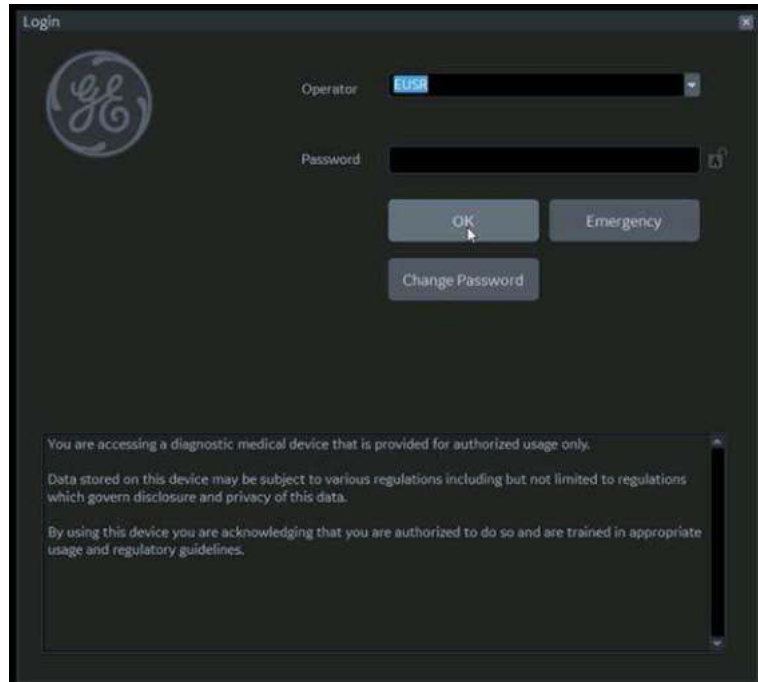 Login
GE
Operator
EUSR
Password
A
OK
Emergency
Change Password
You are accessing a diagnostic medical device that is provided for authorized usage only.
Data stored on this device may be subject to various regulations including but not limited to regulations
which govern disclosure and privacy of this data.
By using this device you are acknowledging that you are authorized to do so and are trained in appropriate
usage and regulatory guidelines.